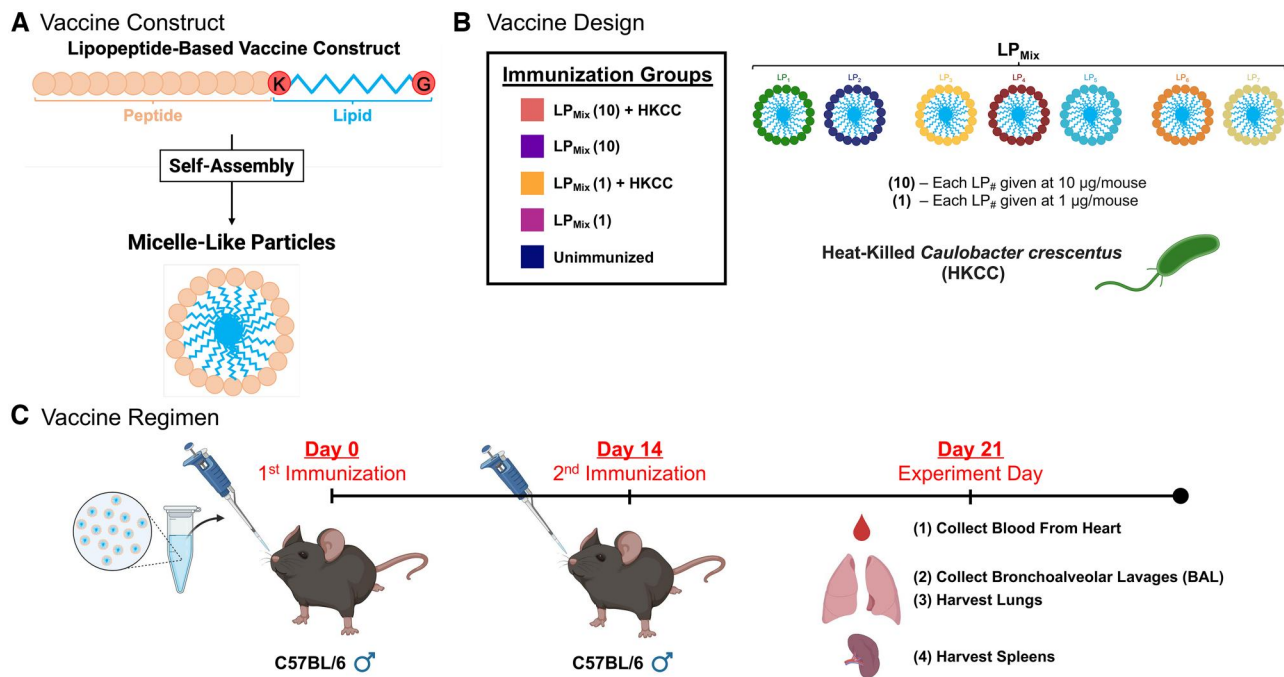 A Vaccine Construct
Lipopeptide-Based Vaccine Construct
K
G
Peptide
Lipid
Self-Assembly
Micelle-Like Particles
B Vaccine Design
Immunization Groups
LPMix (10) + HKCC
LPMix (10)
LPMix (1) + HKCC
LPMix (1)
Unimmunized
LPMix
LP1
LP2
LP3
LP4
LP5
LP6
LP7
(10) – Each LP# given at 10 µg/mouse
(1) – Each LP# given at 1 µg/mouse
Heat-Killed Caulobacter crescentus
(HKCC)
C Vaccine Regimen
Day 0
1st Immunization
C57BL/6 ♂
Day 14
2nd Immunization
C57BL/6 ♂
Day 21
Experiment Day
(1) Collect Blood From Heart
(2) Collect Bronchoalveolar Lavages (BAL)
(3) Harvest Lungs
(4) Harvest Spleens